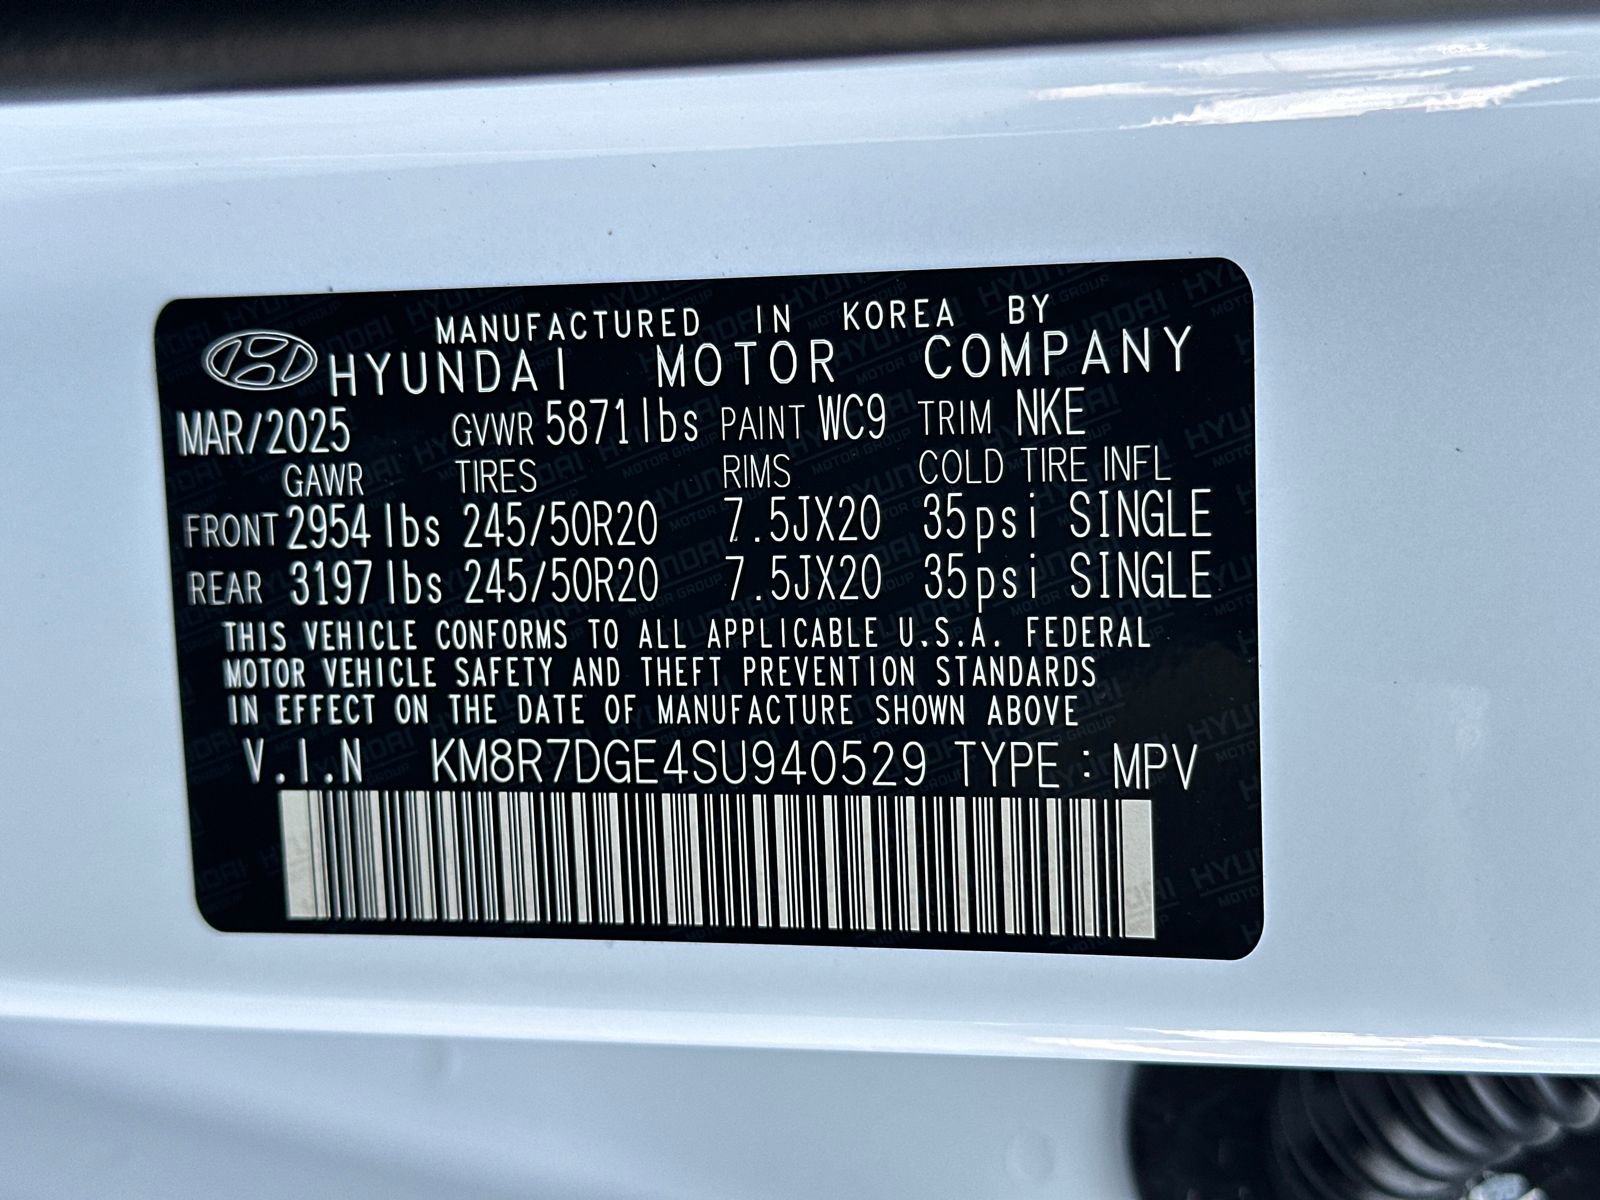 MANUFACTURED IN KOREA BY
HYUNDAI MOTOR COMPANY
MAR/2025 GVWR 5871lbs PAINT WC9 TRIM NKE
GAWR TIRES RIMS COLD TIRE INFL
FRONT 2954lbs 245/50R20 7.5JX20 35psi SINGLE
REAR 3197lbs 245/50R20 7.5JX20 35psi SINGLE
THIS VEHICLE CONFORMS TO ALL APPLICABLE U.S.A. FEDERAL
MOTOR VEHICLE SAFETY AND THEFT PREVENTION STANDARDS
IN EFFECT ON THE DATE OF MANUFACTURE SHOWN ABOVE
V.I.N KM8R7DGE4SU940529 TYPE : MPV